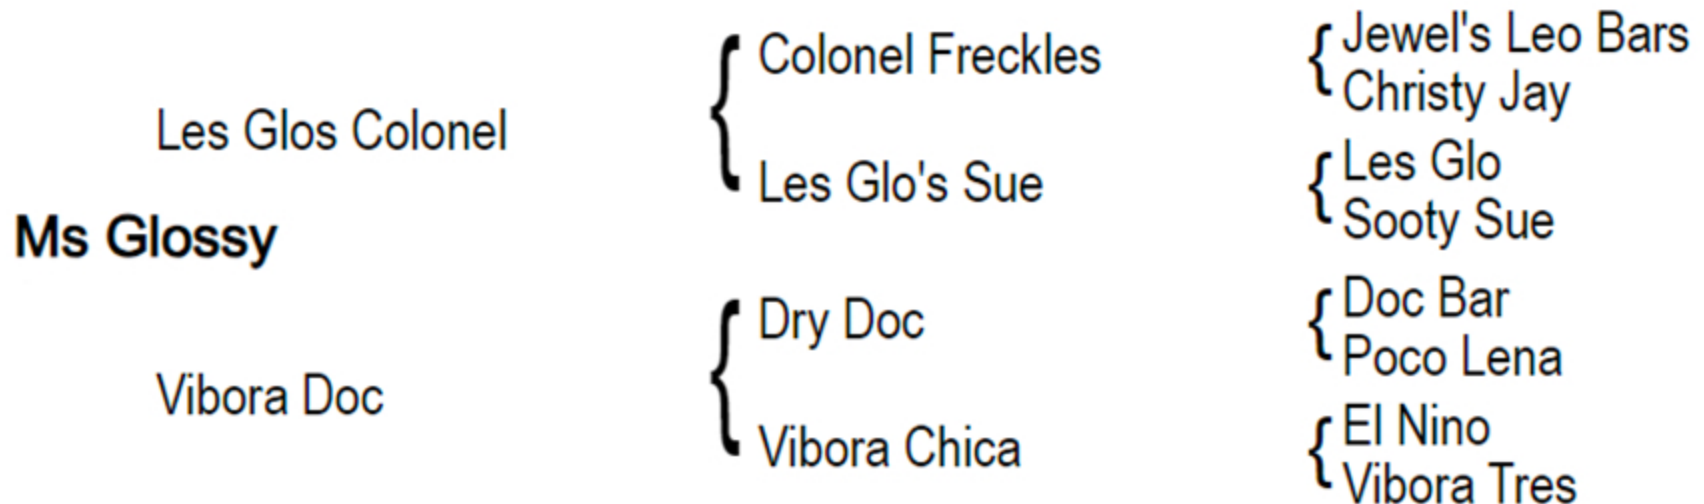 Jewel's Leo Bars
Colonel Freckles
Christy Jay
Les Glos Colonel
Les Glo
Les Glo's Sue
Sooty Sue
Ms Glossy
Doc Bar
Dry Doc
Poco Lena
Vibora Doc
El Nino
Vibora Chica
Vibora Tres